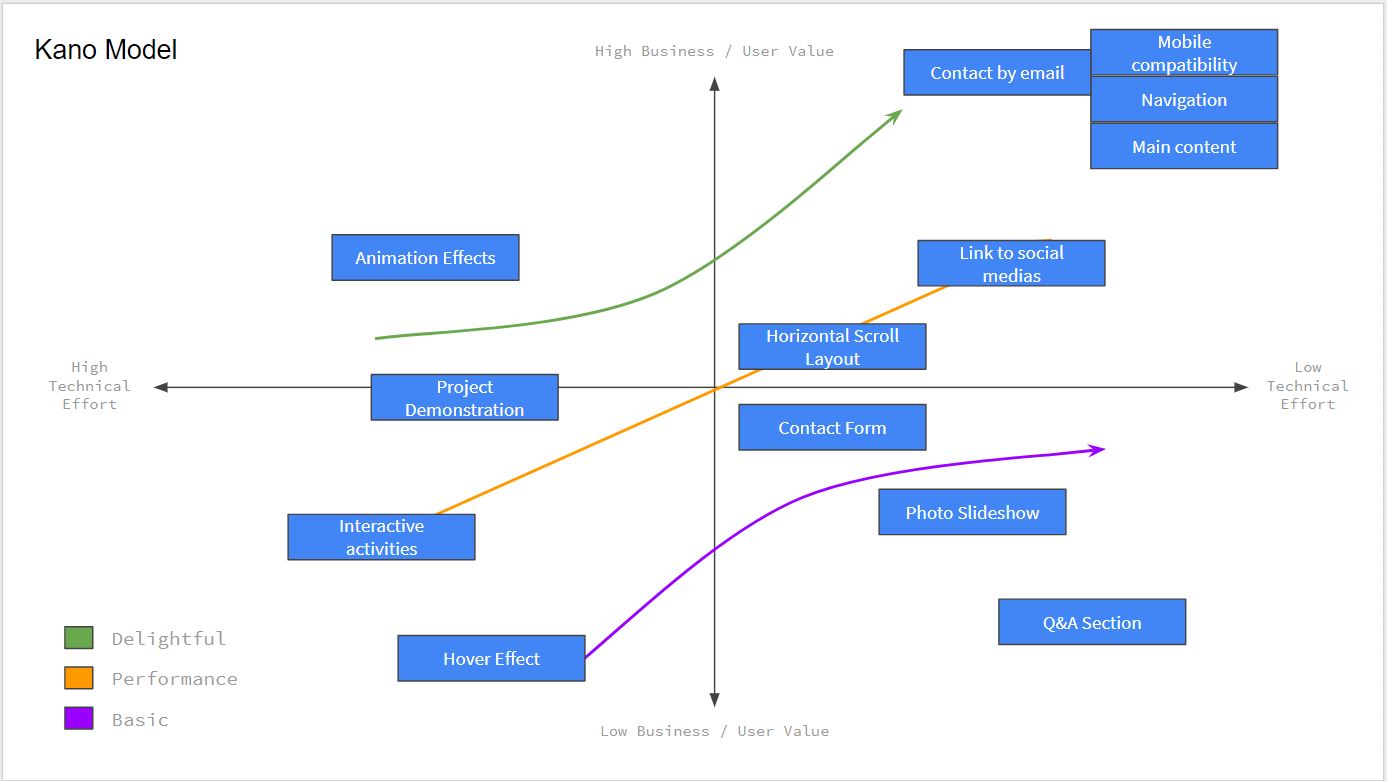 Kano Model
High Business / User Value
Contact by email
Mobile
compatibility
Navigation
Main content
Animation Effects
Link to social
medias
Horizontal Scroll
Layout
High
Technical
Effort
Project
Demonstration
Low
Technical
Effort
Contact Form
Interactive
activities
Photo Slideshow
Hover Effect
Q&A Section
Delightful
Performance
Basic
Low Business / User Value